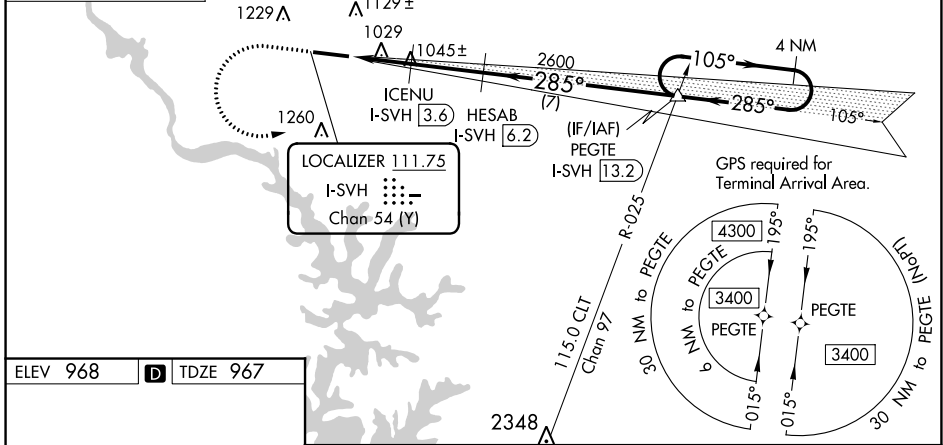 1229
1129±
1029
1045±
2600
105°
4 NM
285°
(7)
285°
105°
ICENU
I-SVH 3.6
HESAB
I-SVH 6.2
(IF/IAF)
PEGTE
I-SVH 13.2
1260
LOCALIZER 111.75
I-SVH
Chan 54 (Y)
R-025
115.0 CLT
Chan 97
GPS required for
Terminal Arrival Area.
30 NM to PEGTE
4300
6 NM to PEGTE
3400
PEGTE
195°
015°
195°
PEGTE
3400
015°
30 NM to PEGTE (NoPT)
ELEV 968 D TDZE 967
2348